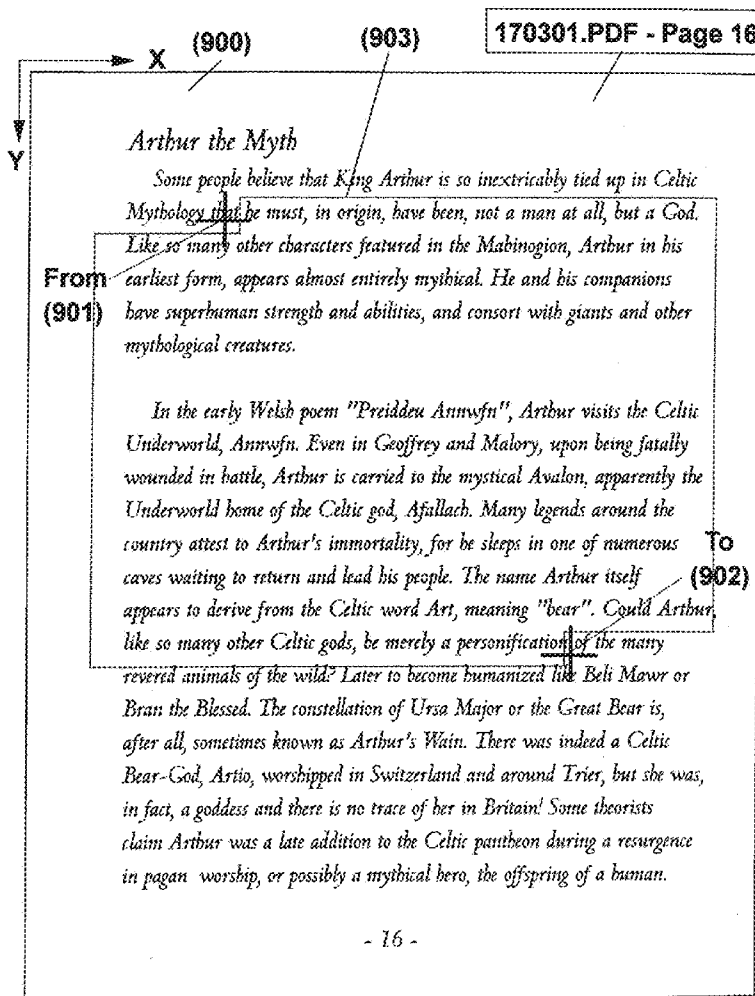 (900)
(903)
170301.PDF - Page 16
X
Y
Arthur the Myth
Some people believe that King Arthur is so inextricably tied up in Celtic
Mythology that he must, in origin, have been, not a man at all, but a God.
Like so many other characters featured in the Mabinogion, Arthur in his
From
earliest form, appears almost entirely mythical. He and his companions
(901)
have superhuman strength and abilities, and consort with giants and other
mythological creatures.
In the early Welsh poem "Preiddeu Annwfn", Arthur visits the Celtic
Underworld, Annwfn. Even in Geoffrey and Malory, upon being fatally
wounded in battle, Arthur is carried to the mystical Avalon, apparently the
Underworld home of the Celtic god, Afallach. Many legends around the
country attest to Arthur's immortality, for he sleeps in one of numerous
To
caves waiting to return and lead his people. The name Arthur itself
(902)
appears to derive from the Celtic word Art, meaning "bear". Could Arthur,
like so many other Celtic gods, be merely a personification of the many
revered animals of the wild? Later to become humanized like Beli Mawr or
Bran the Blessed. The constellation of Ursa Major or the Great Bear is,
after all, sometimes known as Arthur's Wain. There was indeed a Celtic
Bear-God, Artio, worshipped in Switzerland and around Trier, but she was,
in fact, a goddess and there is no trace of her in Britain! Some theorists
claim Arthur was a late addition to the Celtic pantheon during a resurgence
in pagan worship, or possibly a mythical hero, the offspring of a human.
- 16 -